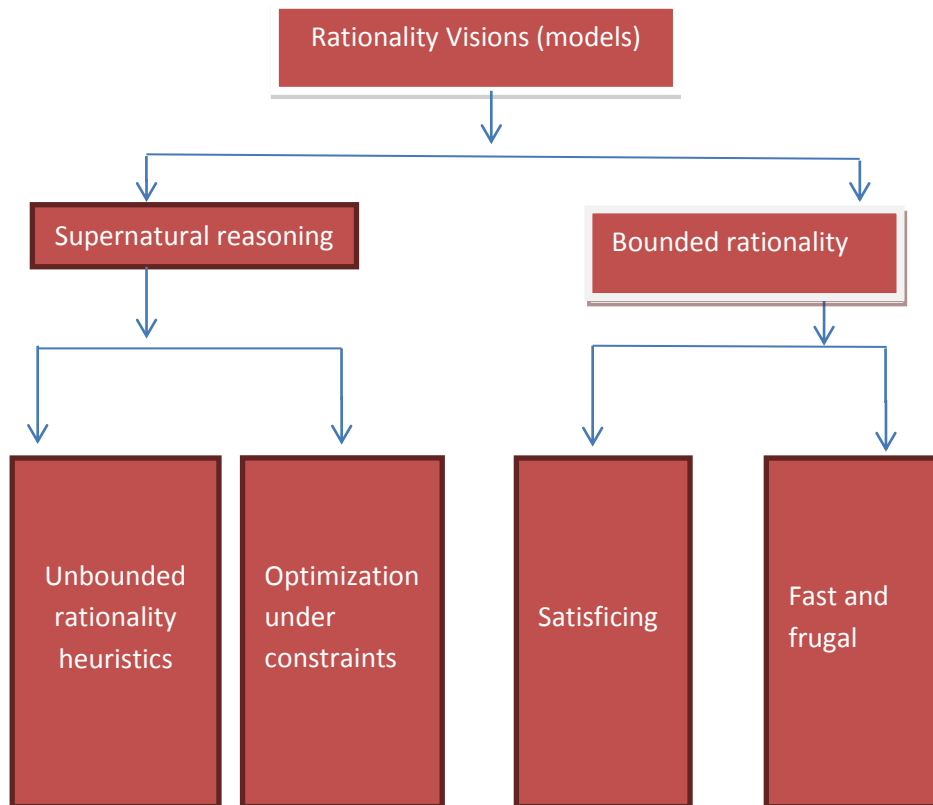 Rationality Visions (models)
Supernatural reasoning
Bounded rationality
Unbounded
rationality
heuristics
Optimization
under
constraints
Satisficing
Fast and
frugal